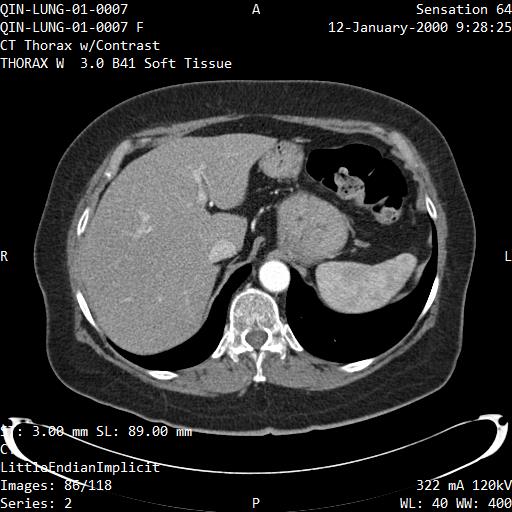 QIN-LUNG-01-0007
A
Sensation 64
QIN-LUNG-01-0007 F
12-January-2000 9:28:25
CT Thorax w/Contrast
THORAX W 3.0 B41 Soft Tissue
R
L
3.00 mm SL: 89.00 mm
LittleEndianImplicit
Images: 86/118
322 mA 120kV
Series: 2
P
WL: 40 WW: 400